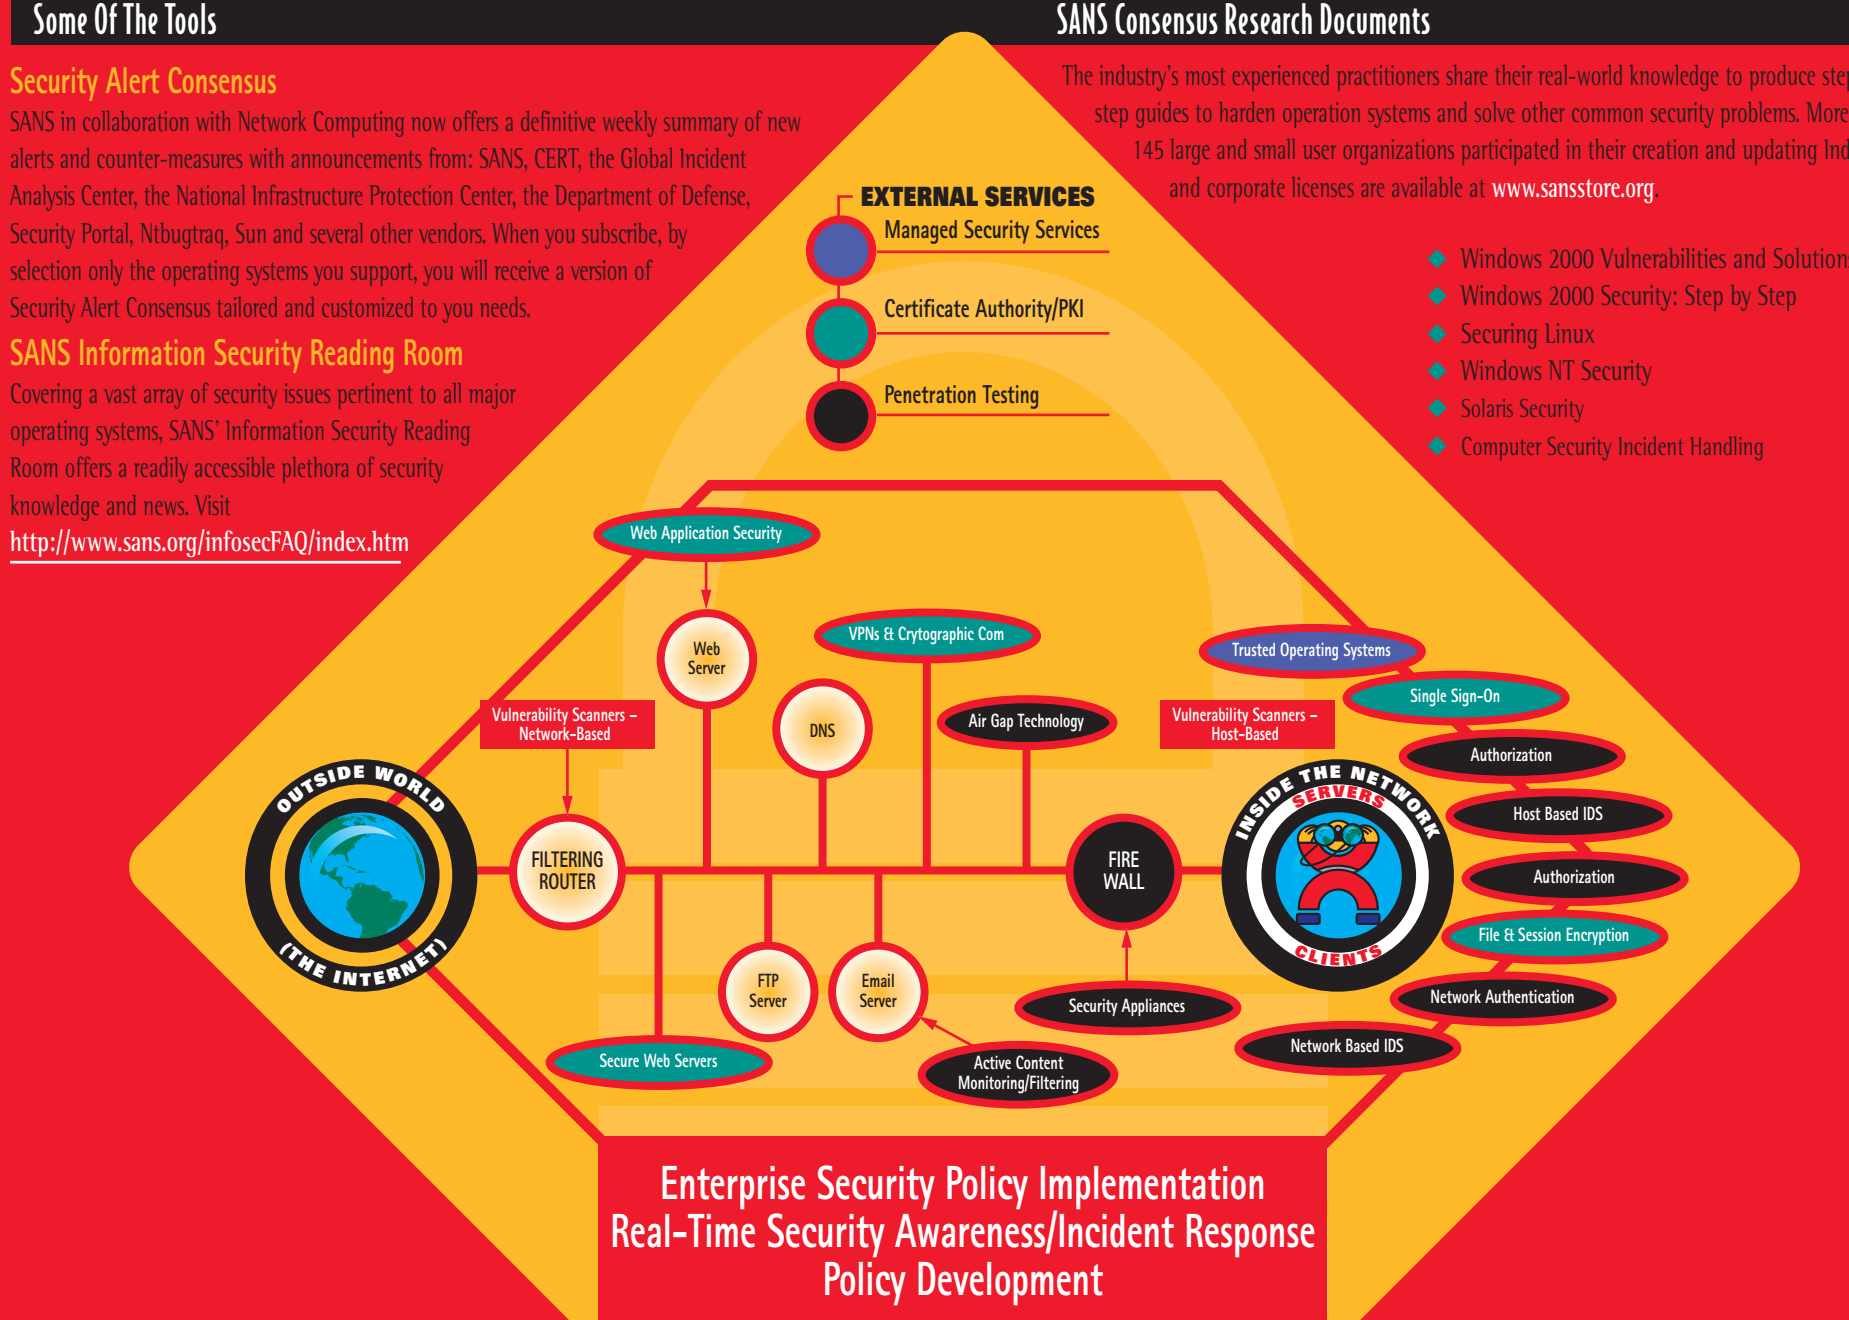 Some Of The Tools
Security Alert Consensus
SANS in collaboration with Network Computing now offers a definitive weekly summary of new
alerts and counter-measures with announcements from: SANS, CERT, the Global Incident
Analysis Center, the National Infrastructure Protection Center, the Department of Defense,
Security Portal, Ntbugtraq, Sun and several other vendors. When you subscribe, by
selection only the operating systems you support, you will receive a version of
Security Alert Consensus tailored and customized to you needs.
SANS Information Security Reading Room
Covering a vast array of security issues pertinent to all major
operating systems, SANS' Information Security Reading
Room offers a readily accessible plethora of security
knowledge and news. Visit
http://www.sans.org/infosecFAQ/index.htm
SANS Consensus Research Documents
The industry's most experienced practitioners share their real-world knowledge to produce step
step guides to harden operation systems and solve other common security problems. More
145 large and small user organizations participated in their creation and updating Ind
and corporate licenses are available at www.sansstore.org.
Windows 2000 Vulnerabilities and Solutions
Windows 2000 Security: Step by Step
Securing Linux
Windows NT Security
Solaris Security
Computer Security Incident Handling
EXTERNAL SERVICES
Managed Security Services
Certificate Authority/PKI
Penetration Testing
Web Application Security
Web
Server
VPNs & Crytographic Com
Trusted Operating Systems
Single Sign-On
Vulnerability Scanners –
Network-Based
DNS
Air Gap Technology
Vulnerability Scanners –
Host-Based
Authorization
OUTSIDE WORLD
(THE INTERNET)
INSIDE THE NETWORK
SERVERS
CLIENTS
Host Based IDS
FILTERING
ROUTER
FIRE
WALL
Authorization
File & Session Encryption
FTP
Server
Email
Server
Security Appliances
Network Authentication
Network Based IDS
Secure Web Servers
Active Content
Monitoring/Filtering
Enterprise Security Policy Implementation
Real-Time Security Awareness/Incident Response
Policy Development